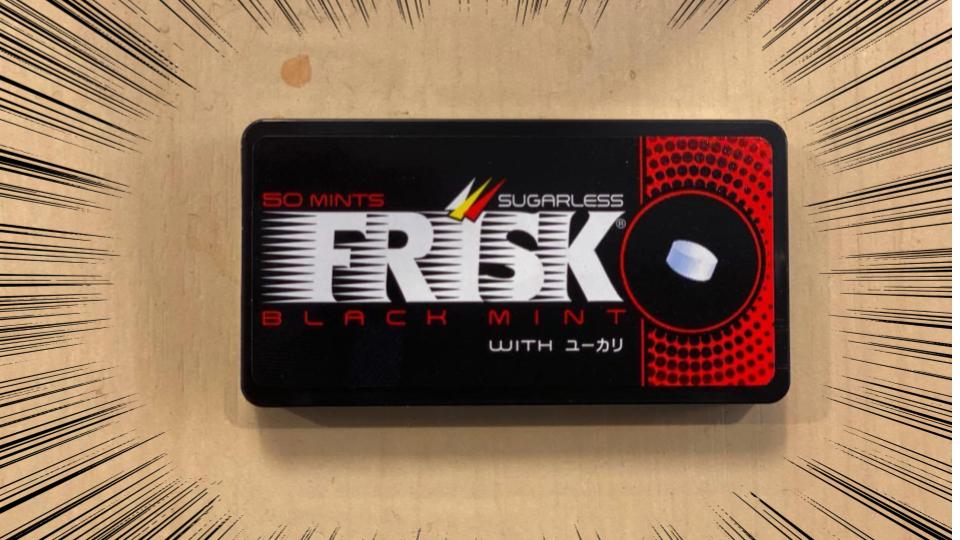 50 MINTS SUGARLESS
FRISK®
BLACK MINT
WITH ユーカリ